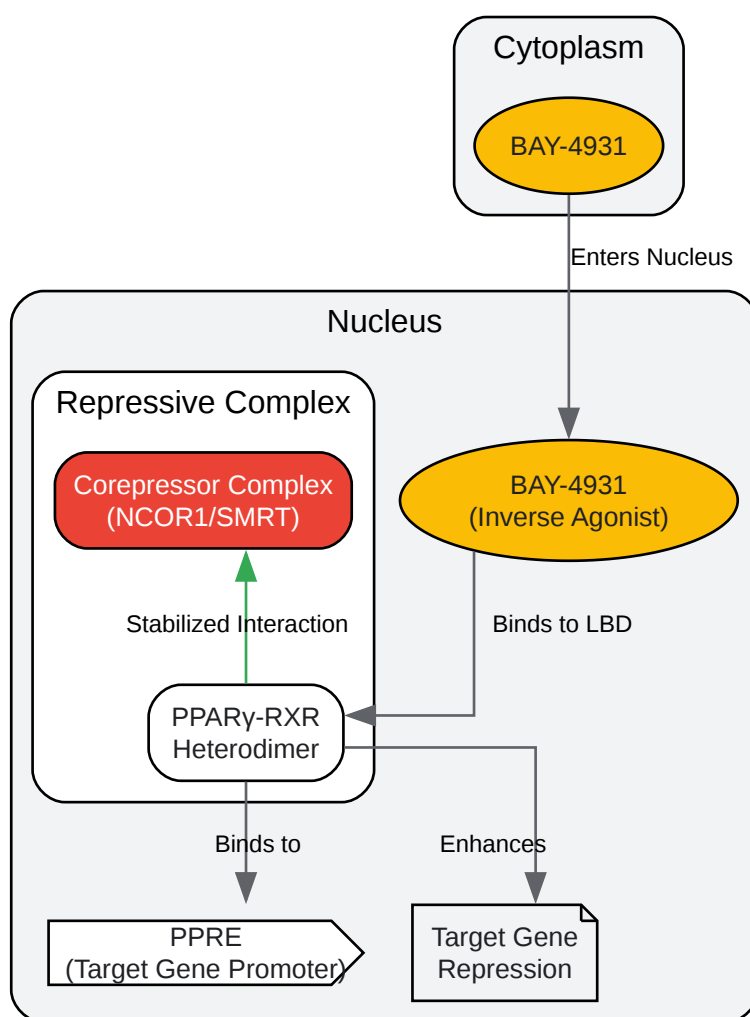 Cytoplasm
BAY-4931
Enters Nucleus
Nucleus
Repressive Complex
Corepressor Complex
(NCOR1/SMRT)
BAY-4931
(Inverse Agonist)
Stabilized Interaction
Binds to LBD
PPARγ-RXR
Heterodimer
Binds to
Enhances
PPRE
(Target Gene Promoter)
Target Gene
Repression